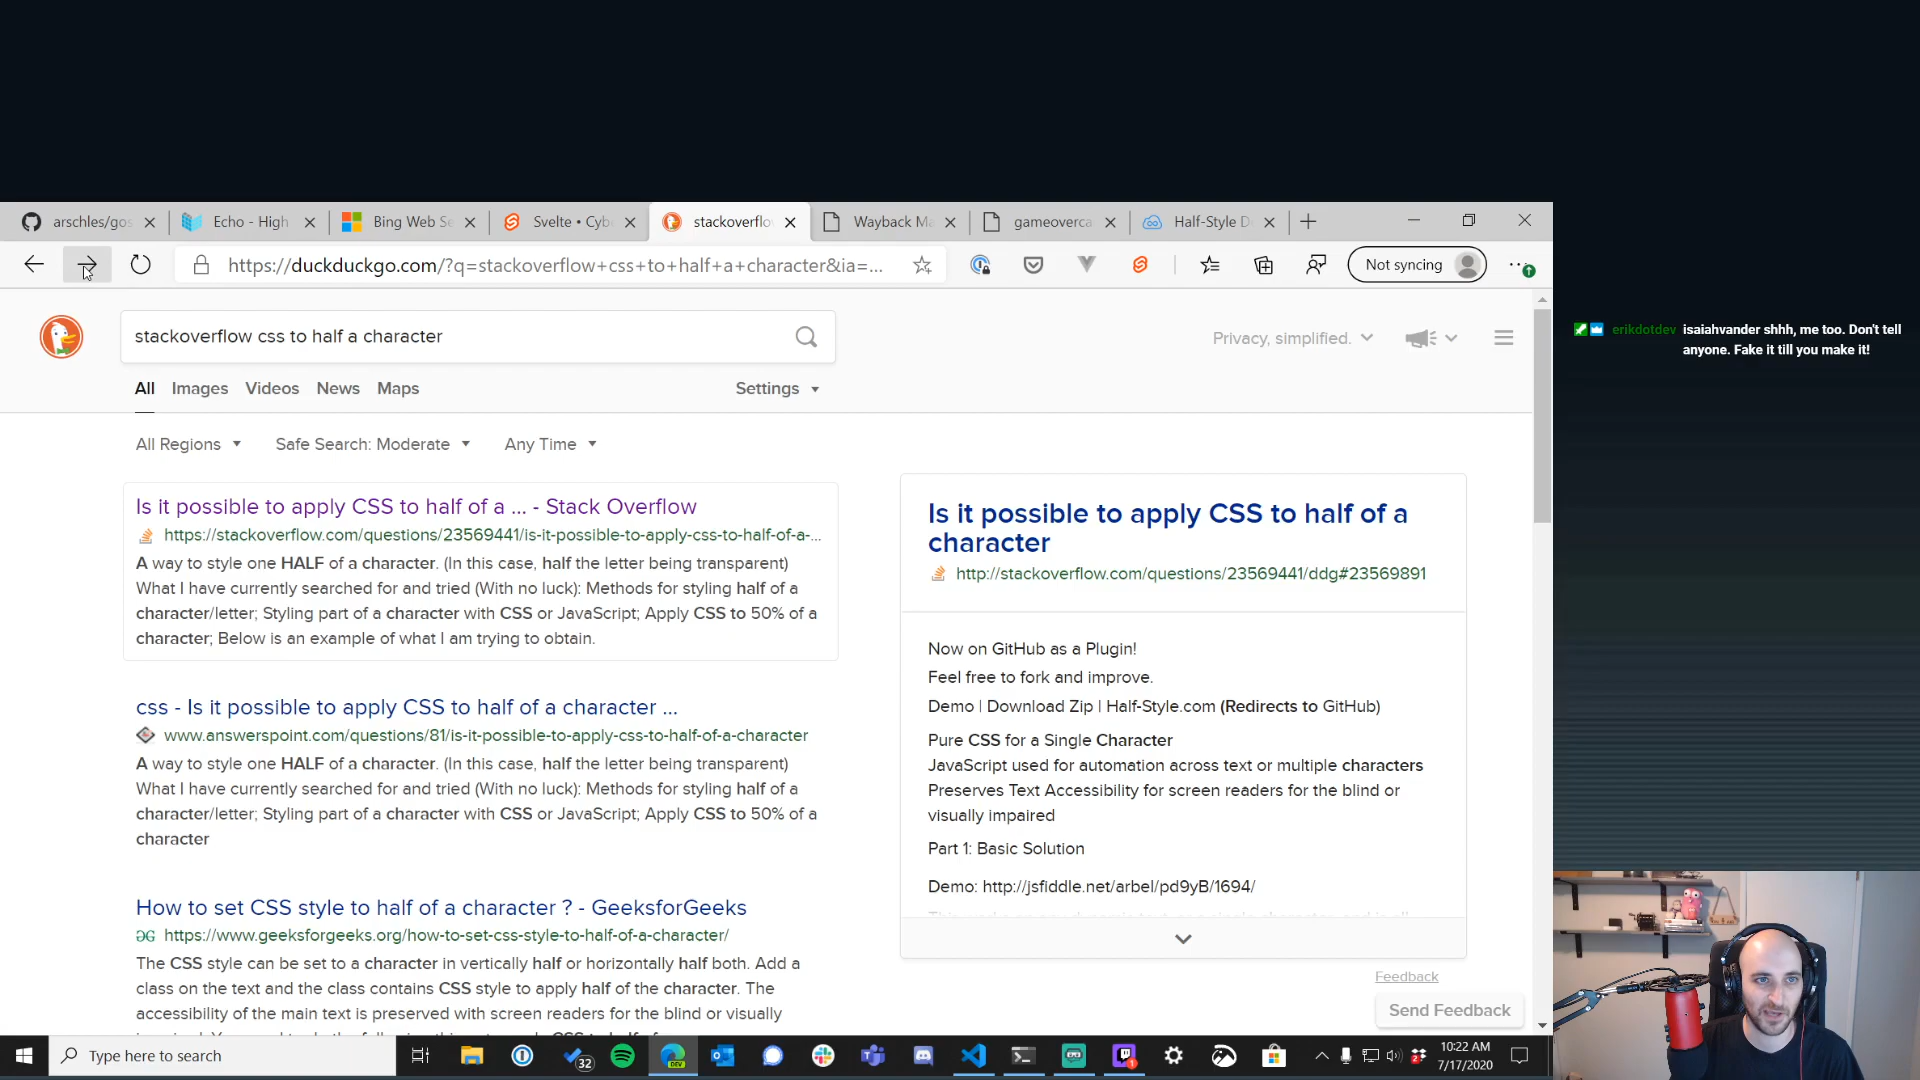 arschles/gos
Echo - High
Bing Web Se
Svelte • Cyb
stackoverflo
Wayback Ma
gameoverca
Half-Style De
https://duckduckgo.com/?q=stackoverflow+css+to+half+a+character&ia=...
Not syncing
stackoverflow css to half a character
Privacy, simplified.
All Images Videos News Maps
Settings
All Regions
Safe Search: Moderate
Any Time
Is it possible to apply CSS to half of a ... - Stack Overflow
https://stackoverflow.com/questions/23569441/is-it-possible-to-apply-css-to-half-of-a-...
A way to style one HALF of a character. (In this case, half the letter being transparent)
What I have currently searched for and tried (With no luck): Methods for styling half of a
character/letter; Styling part of a character with CSS or JavaScript; Apply CSS to 50% of a
character; Below is an example of what I am trying to obtain.
css - Is it possible to apply CSS to half of a character ...
www.answerspoint.com/questions/81/is-it-possible-to-apply-css-to-half-of-a-character
A way to style one HALF of a character. (In this case, half the letter being transparent)
What I have currently searched for and tried (With no luck): Methods for styling half of a
character/letter; Styling part of a character with CSS or JavaScript; Apply CSS to 50% of a
character
How to set CSS style to half of a character ? - GeeksforGeeks
https://www.geeksforgeeks.org/how-to-set-css-style-to-half-of-a-character/
The CSS style can be set to a character in vertically half or horizontally half both. Add a
class on the text and the class contains CSS style to apply half of the character. The
accessibility of the main text is preserved with screen readers for the blind or visually
Is it possible to apply CSS to half of a
character
http://stackoverflow.com/questions/23569441/ddg#23569891
Now on GitHub as a Plugin!
Feel free to fork and improve.
Demo | Download Zip | Half-Style.com (Redirects to GitHub)
Pure CSS for a Single Character
JavaScript used for automation across text or multiple characters
Preserves Text Accessibility for screen readers for the blind or
visually impaired
Part 1: Basic Solution
Demo: http://jsfiddle.net/arbel/pd9yB/1694/
Feedback
Send Feedback
erikdotdev isaiahvander shhh, me too. Don't tell
anyone. Fake it till you make it!
Type here to search
32
DEV
10:22 AM
7/17/2020